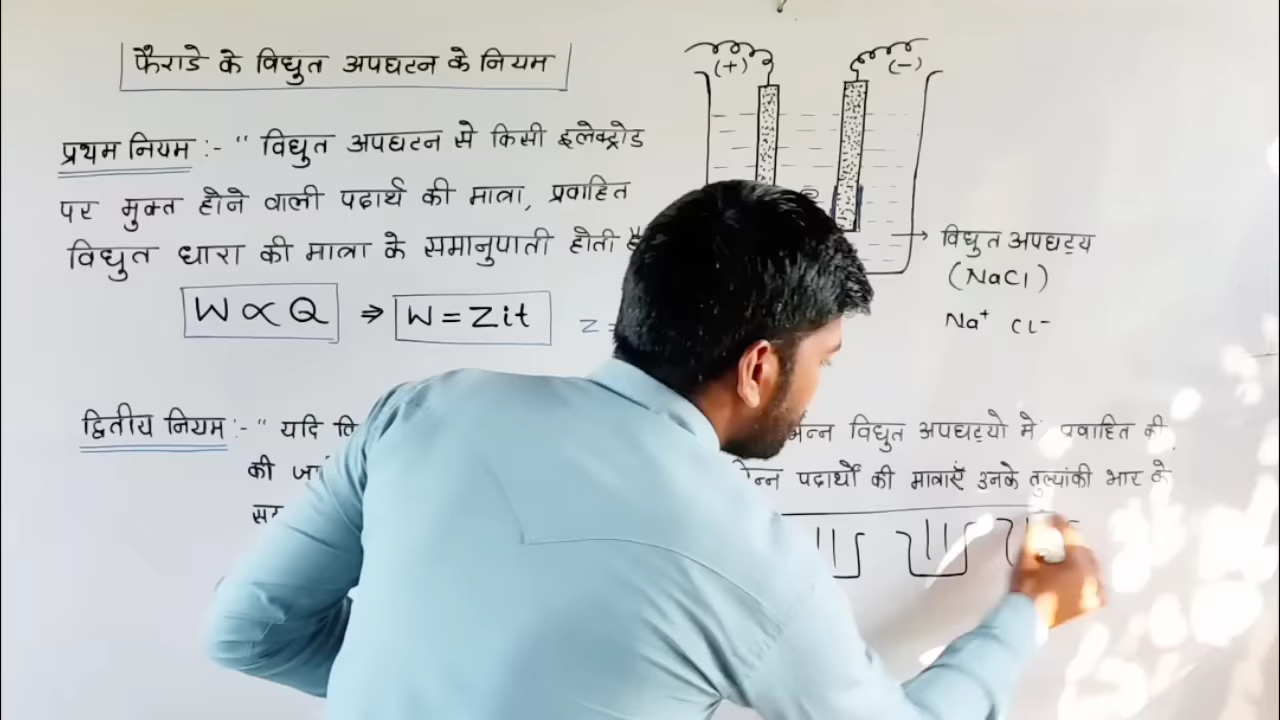 फैराडे के विद्युत अपघटन के नियम
(+)
(-)
प्रथम नियम :- " विद्युत अपघटन से किसी इलेक्ट्रोड
पर मुक्त होने वाली पदार्थ की मात्रा, प्रवाहित
विद्युत धारा की मात्रा के समानुपाती होती है
W ∝ Q ⇒ W = Zit
Z =
विद्युत अपघट्य
(NaCl)
Na⁺ Cl⁻
द्वितीय नियम :- " यदि विद्युत अपघट्यो में प्रवाहित की
की पदार्थों की मात्राएँ उनके तुल्यांकी भार के